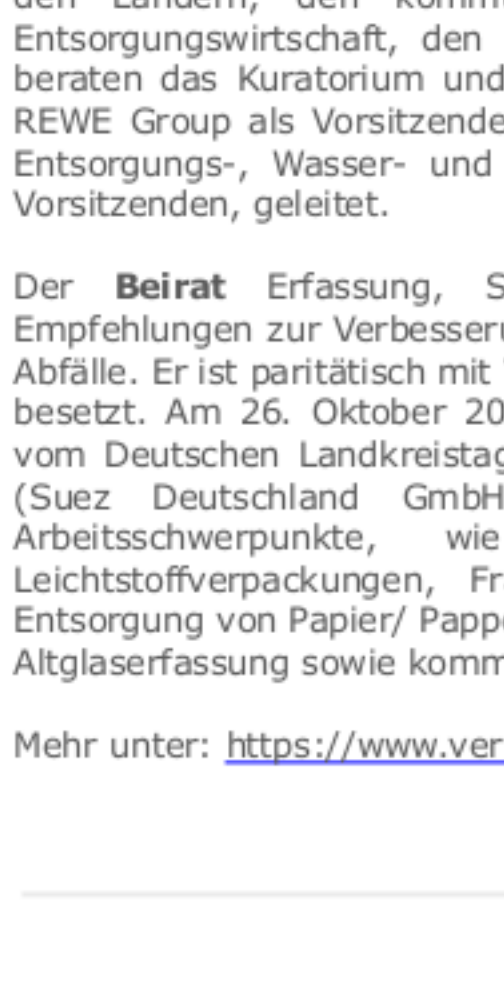 den Ländern, den
Entsorgungswirtschaft, den
beraten das Kuratorium und
REWE Group als Vorsitzende
Entsorgungs-, Wasser- und
Vorsitzenden, geleitet.
Der Beirat Erfassung, S
Empfehlungen zur Verbesseru
Abfälle. Er ist paritätisch mit
besetzt. Am 26. Oktober 20
vom Deutschen Landkreistag
(Suez Deutschland GmbH
Arbeitsschwerpunkte, wie
Leichtstoffverpackungen, Fr
Entsorgung von Papier/ Pappe
Altglaserfassung sowie komm
Mehr unter: https://www.ver